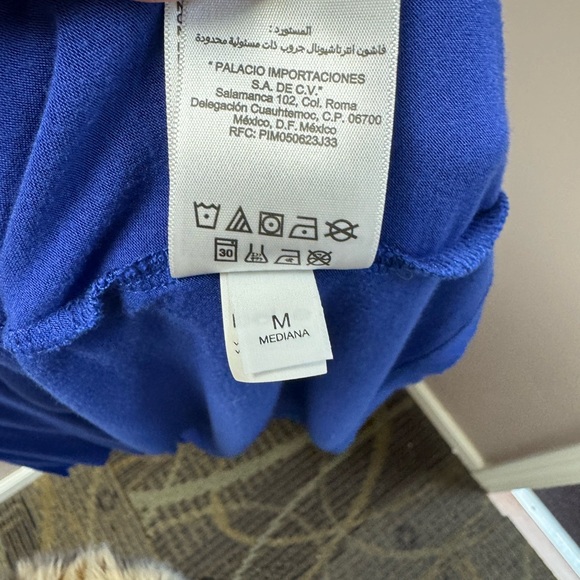 المستورد:
فاشون انترناشيونال جروب ذات مسئولية محدودة
" PALACIO IMPORTACIONES
S.A. DE C.V."
Salamanca 102, Col. Roma
Delegación Cuauhtemoc, C.P. 06700
México, D.F. México
RFC: PIM050623J33
30
M
MEDIANA